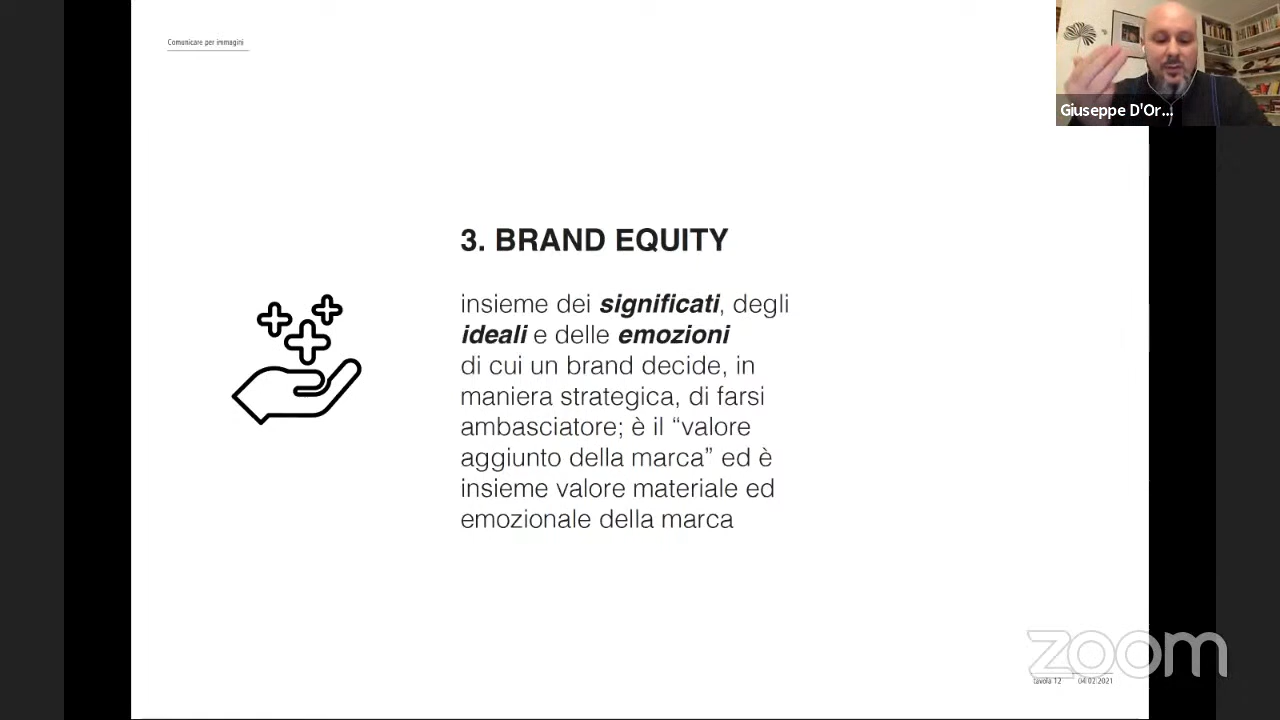 Comunicare per immagini
Giuseppe D'Or...
3. BRAND EQUITY
insieme dei significati, degli
ideali e delle emozioni
di cui un brand decide, in
maniera strategica, di farsi
ambasciatore; è il “valore
aggiunto della marca” ed è
insieme valore materiale ed
emozionale della marca
zoom
tavola 12 04.02.2021